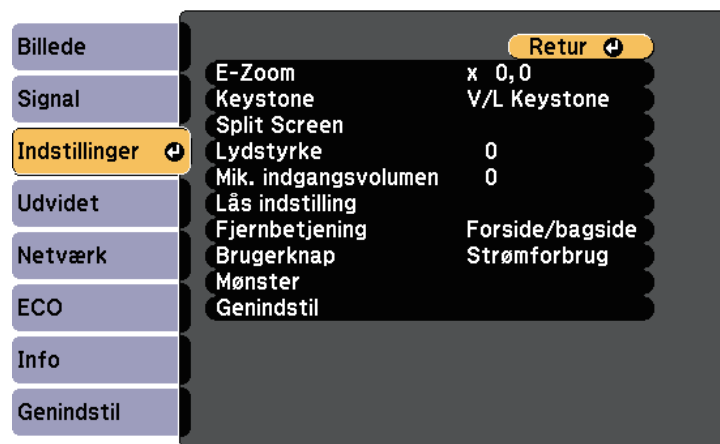 Billede
Signal
Indstillinger
Udvidet
Netværk
ECO
Info
Genindstil
Retur
E-Zoom x 0,0
Keystone V/L Keystone
Split Screen
Lydstyrke 0
Mik. indgangsvolumen 0
Lås indstilling
Fjernbetjening Forside/bagside
Brugerknap Strømforbrug
Mønster
Genindstil